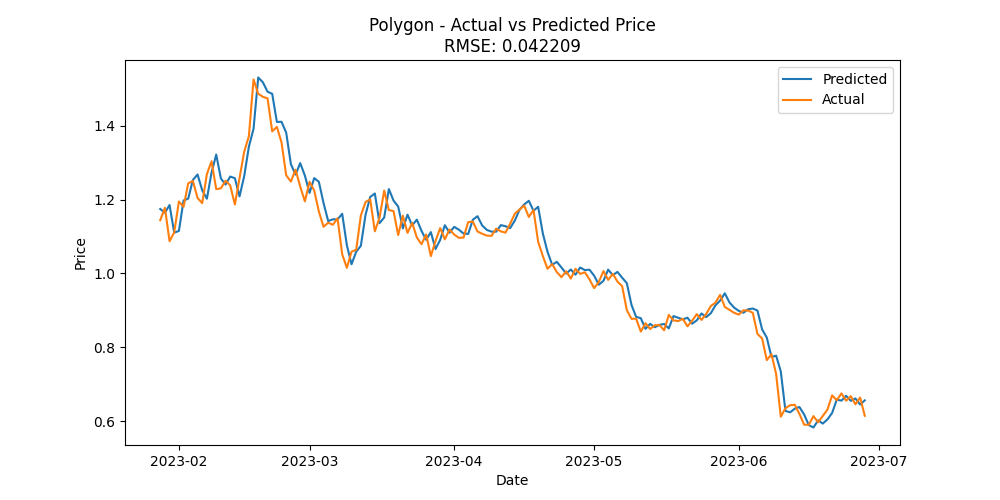 Polygon - Actual vs Predicted Price
RMSE: 0.042209
Predicted
Actual
Price
1.4
1.2
1.0
0.8
0.6
2023-02 2023-03 2023-04 2023-05 2023-06 2023-07
Date